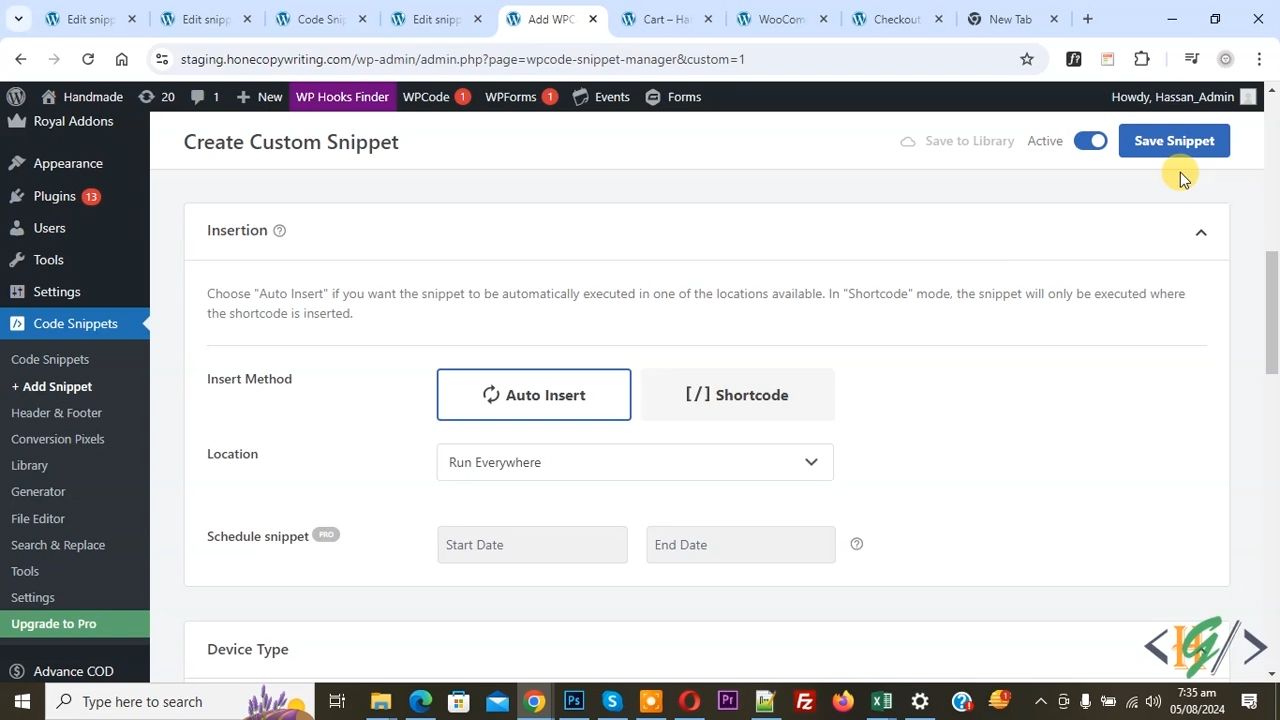 Edit snipp
Edit snipp
Code Snip
Edit snipp
Add WPC
Cart – Ha
WooCom
Checkout
New Tab
staging.honecopywriting.com/wp-admin/admin.php?page=wpcode-snippet-manager&custom=1
Handmade 20 1 New WP Hooks Finder WPCode 1 WPForms 1 Events Forms Howdy, Hassan_Admin
Royal Addons
Appearance
Plugins 13
Users
Tools
Settings
Code Snippets
Code Snippets
+ Add Snippet
Header & Footer
Conversion Pixels
Library
Generator
File Editor
Search & Replace
Tools
Settings
Upgrade to Pro
Advance COD
Create Custom Snippet
Save to Library Active Save Snippet
Insertion
Choose "Auto Insert" if you want the snippet to be automatically executed in one of the locations available. In "Shortcode" mode, the snippet will only be executed where
the shortcode is inserted.
Insert Method
Auto Insert
[/] Shortcode
Location
Run Everywhere
Schedule snippet PRO
Start Date
End Date
Device Type
Type here to search
7:35 am
05/08/2024